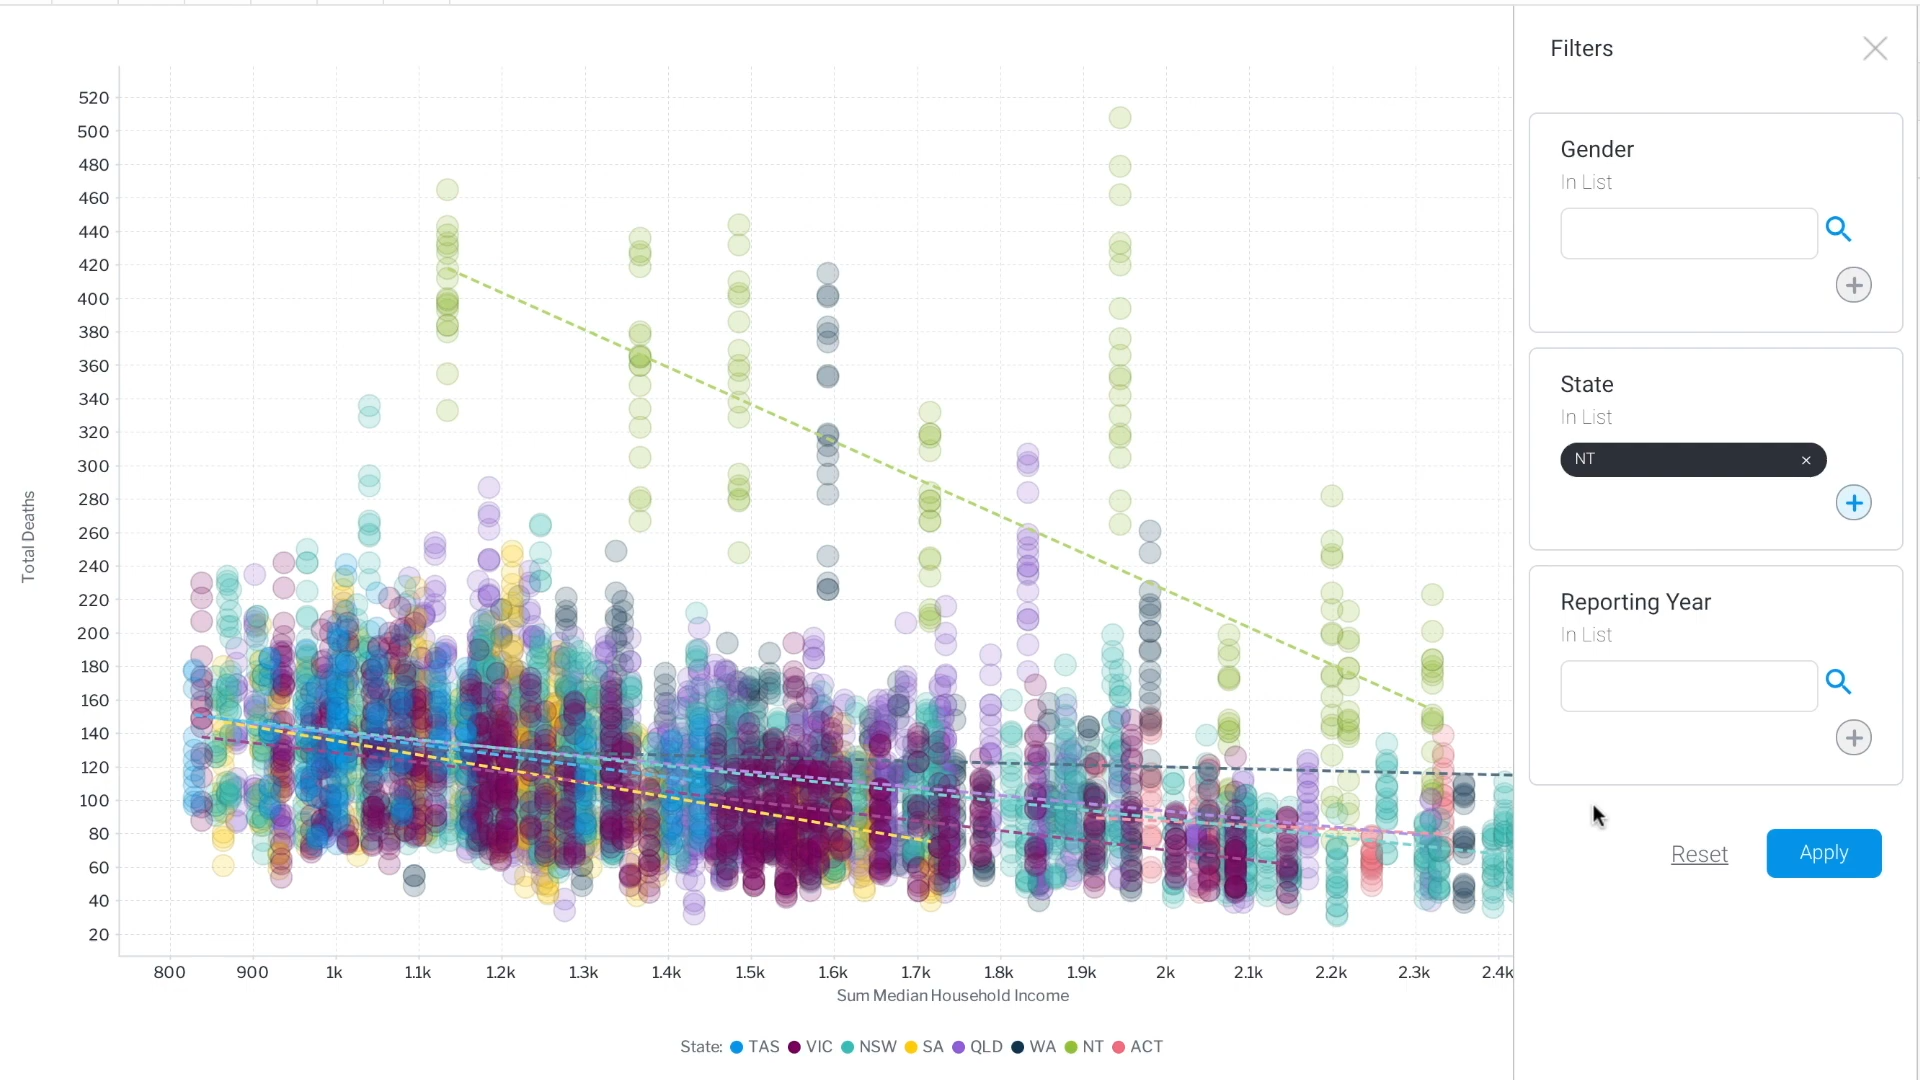 Filters
Gender
In List
State
In List
NT ×
Reporting Year
In List
Reset
Apply
520
500
480
460
440
420
400
380
360
340
320
300
280
260
240
220
200
180
160
140
120
100
80
60
40
20
Total Deaths
800 900 1k 1.1k 1.2k 1.3k 1.4k 1.5k 1.6k 1.7k 1.8k 1.9k 2k 2.1k 2.2k 2.3k 2.4k
Sum Median Household Income
State: TAS VIC NSW SA QLD WA NT ACT